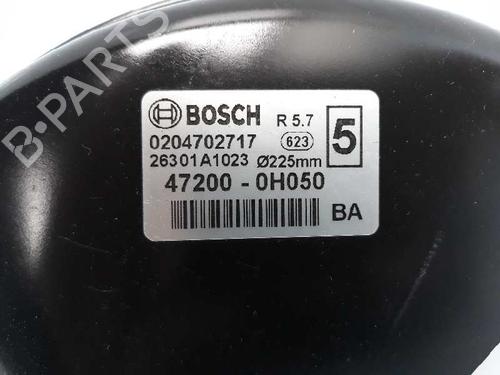 BOSCH R 5.7
0204702717 623 5
26301A1023 Ø225mm
47200 - 0H050
BA
B-PARTS